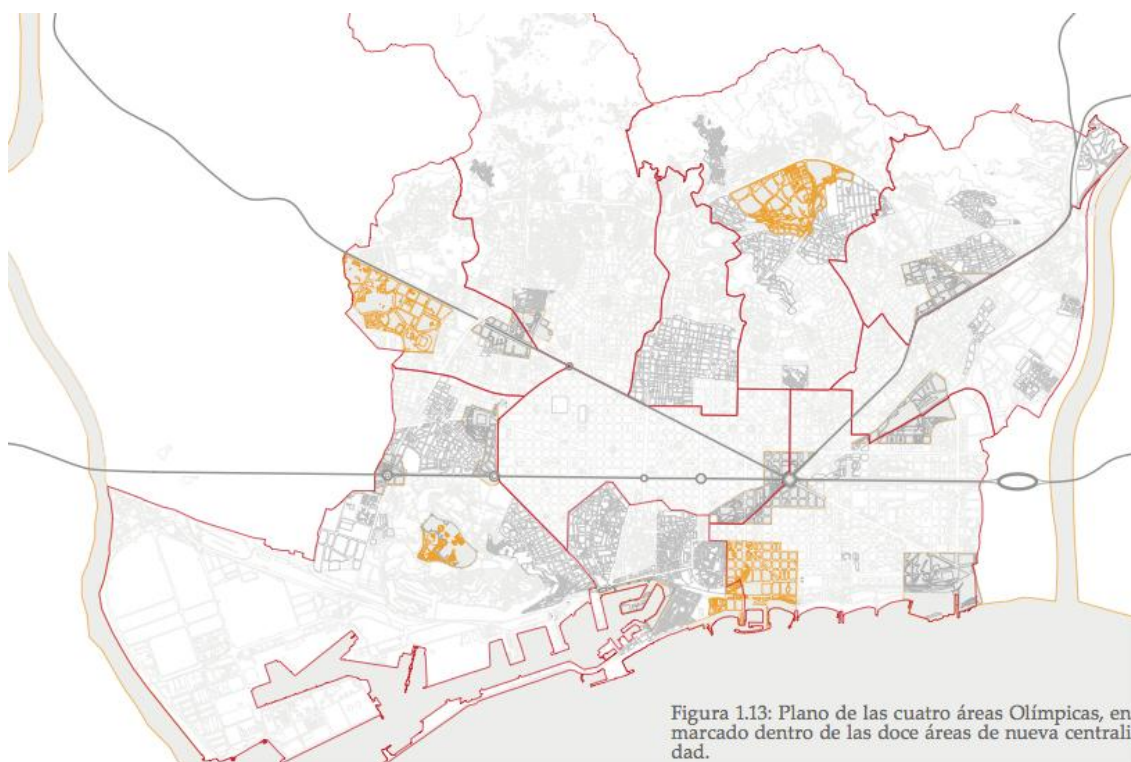 Figura 1.13: Plano de las cuatro áreas Olímpicas, en
marcado dentro de las doce áreas de nueva centrali
dad.